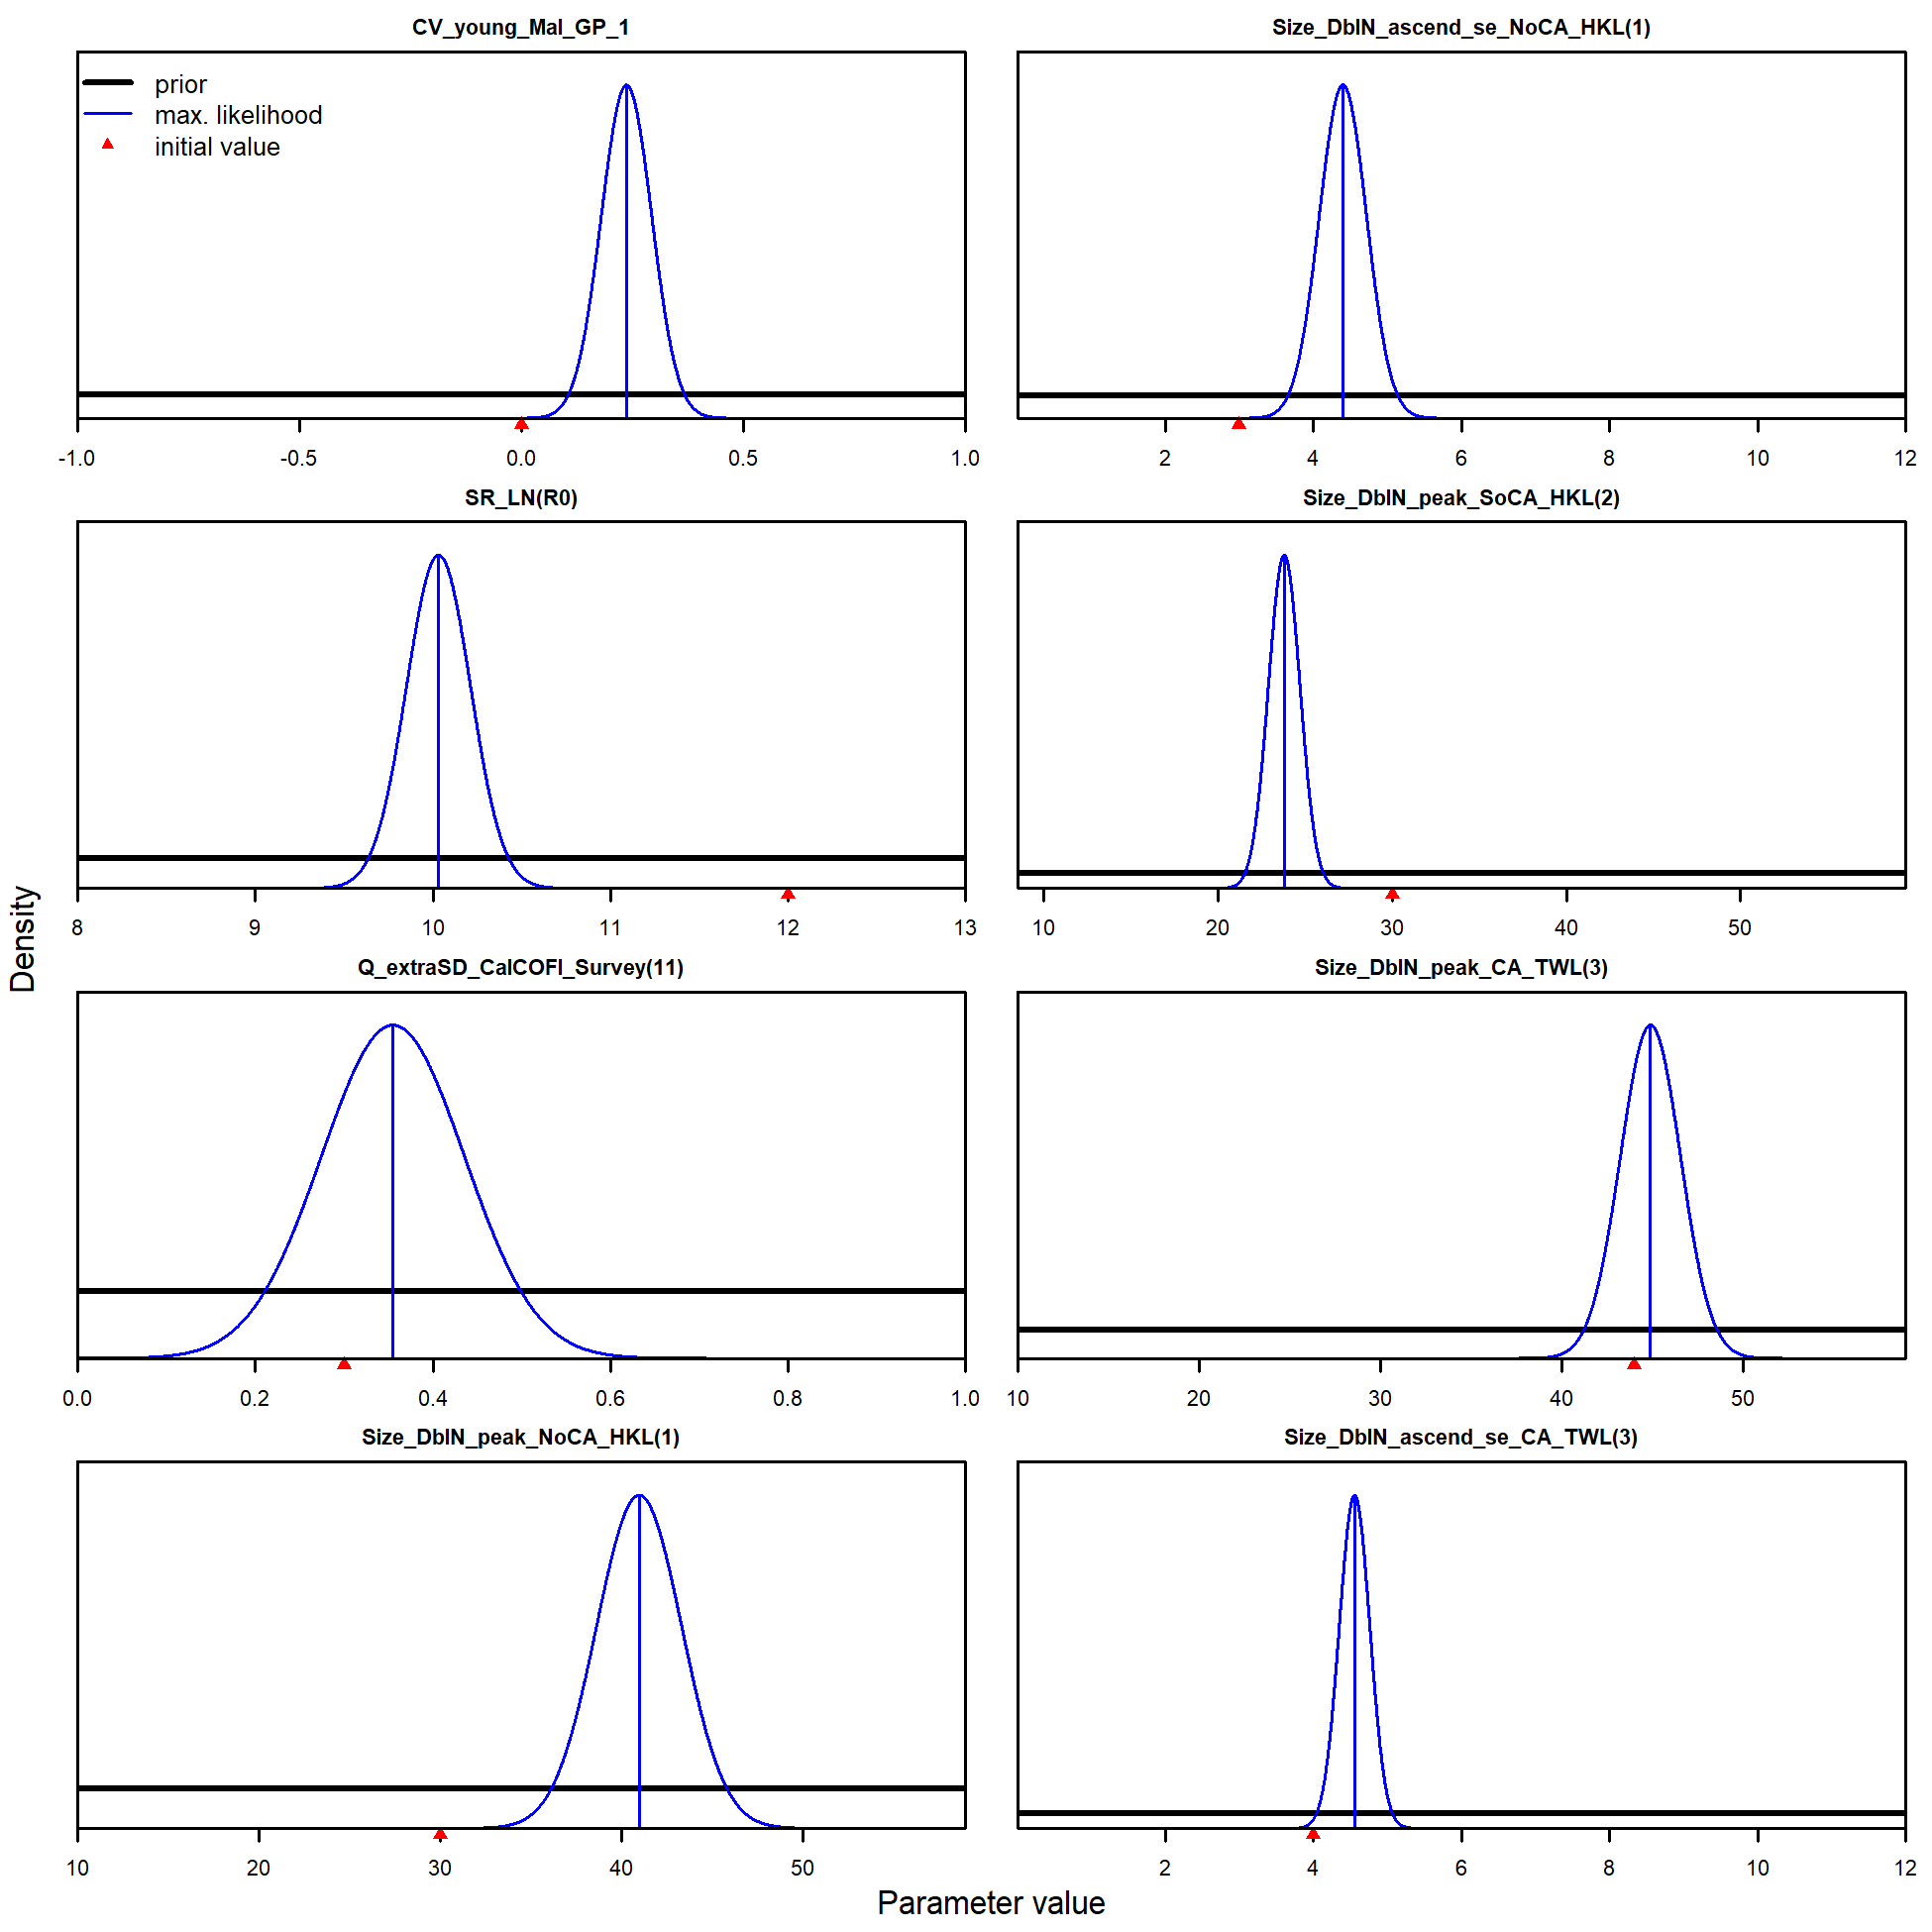 CV_young_Mal_GP_1
prior
max. likelihood
initial value
-1.0 -0.5 0.0 0.5 1.0
Size_DblN_ascend_se_NoCA_HKL(1)
2 4 6 8 10 12
SR_LN(R0)
8 9 10 11 12 13
Size_DblN_peak_SoCA_HKL(2)
10 20 30 40 50
Q_extraSD_CalCOFI_Survey(11)
0.0 0.2 0.4 0.6 0.8 1.0
Size_DblN_peak_CA_TWL(3)
10 20 30 40 50
Size_DblN_peak_NoCA_HKL(1)
10 20 30 40 50
Size_DblN_ascend_se_CA_TWL(3)
2 4 6 8 10 12
Density
Parameter value